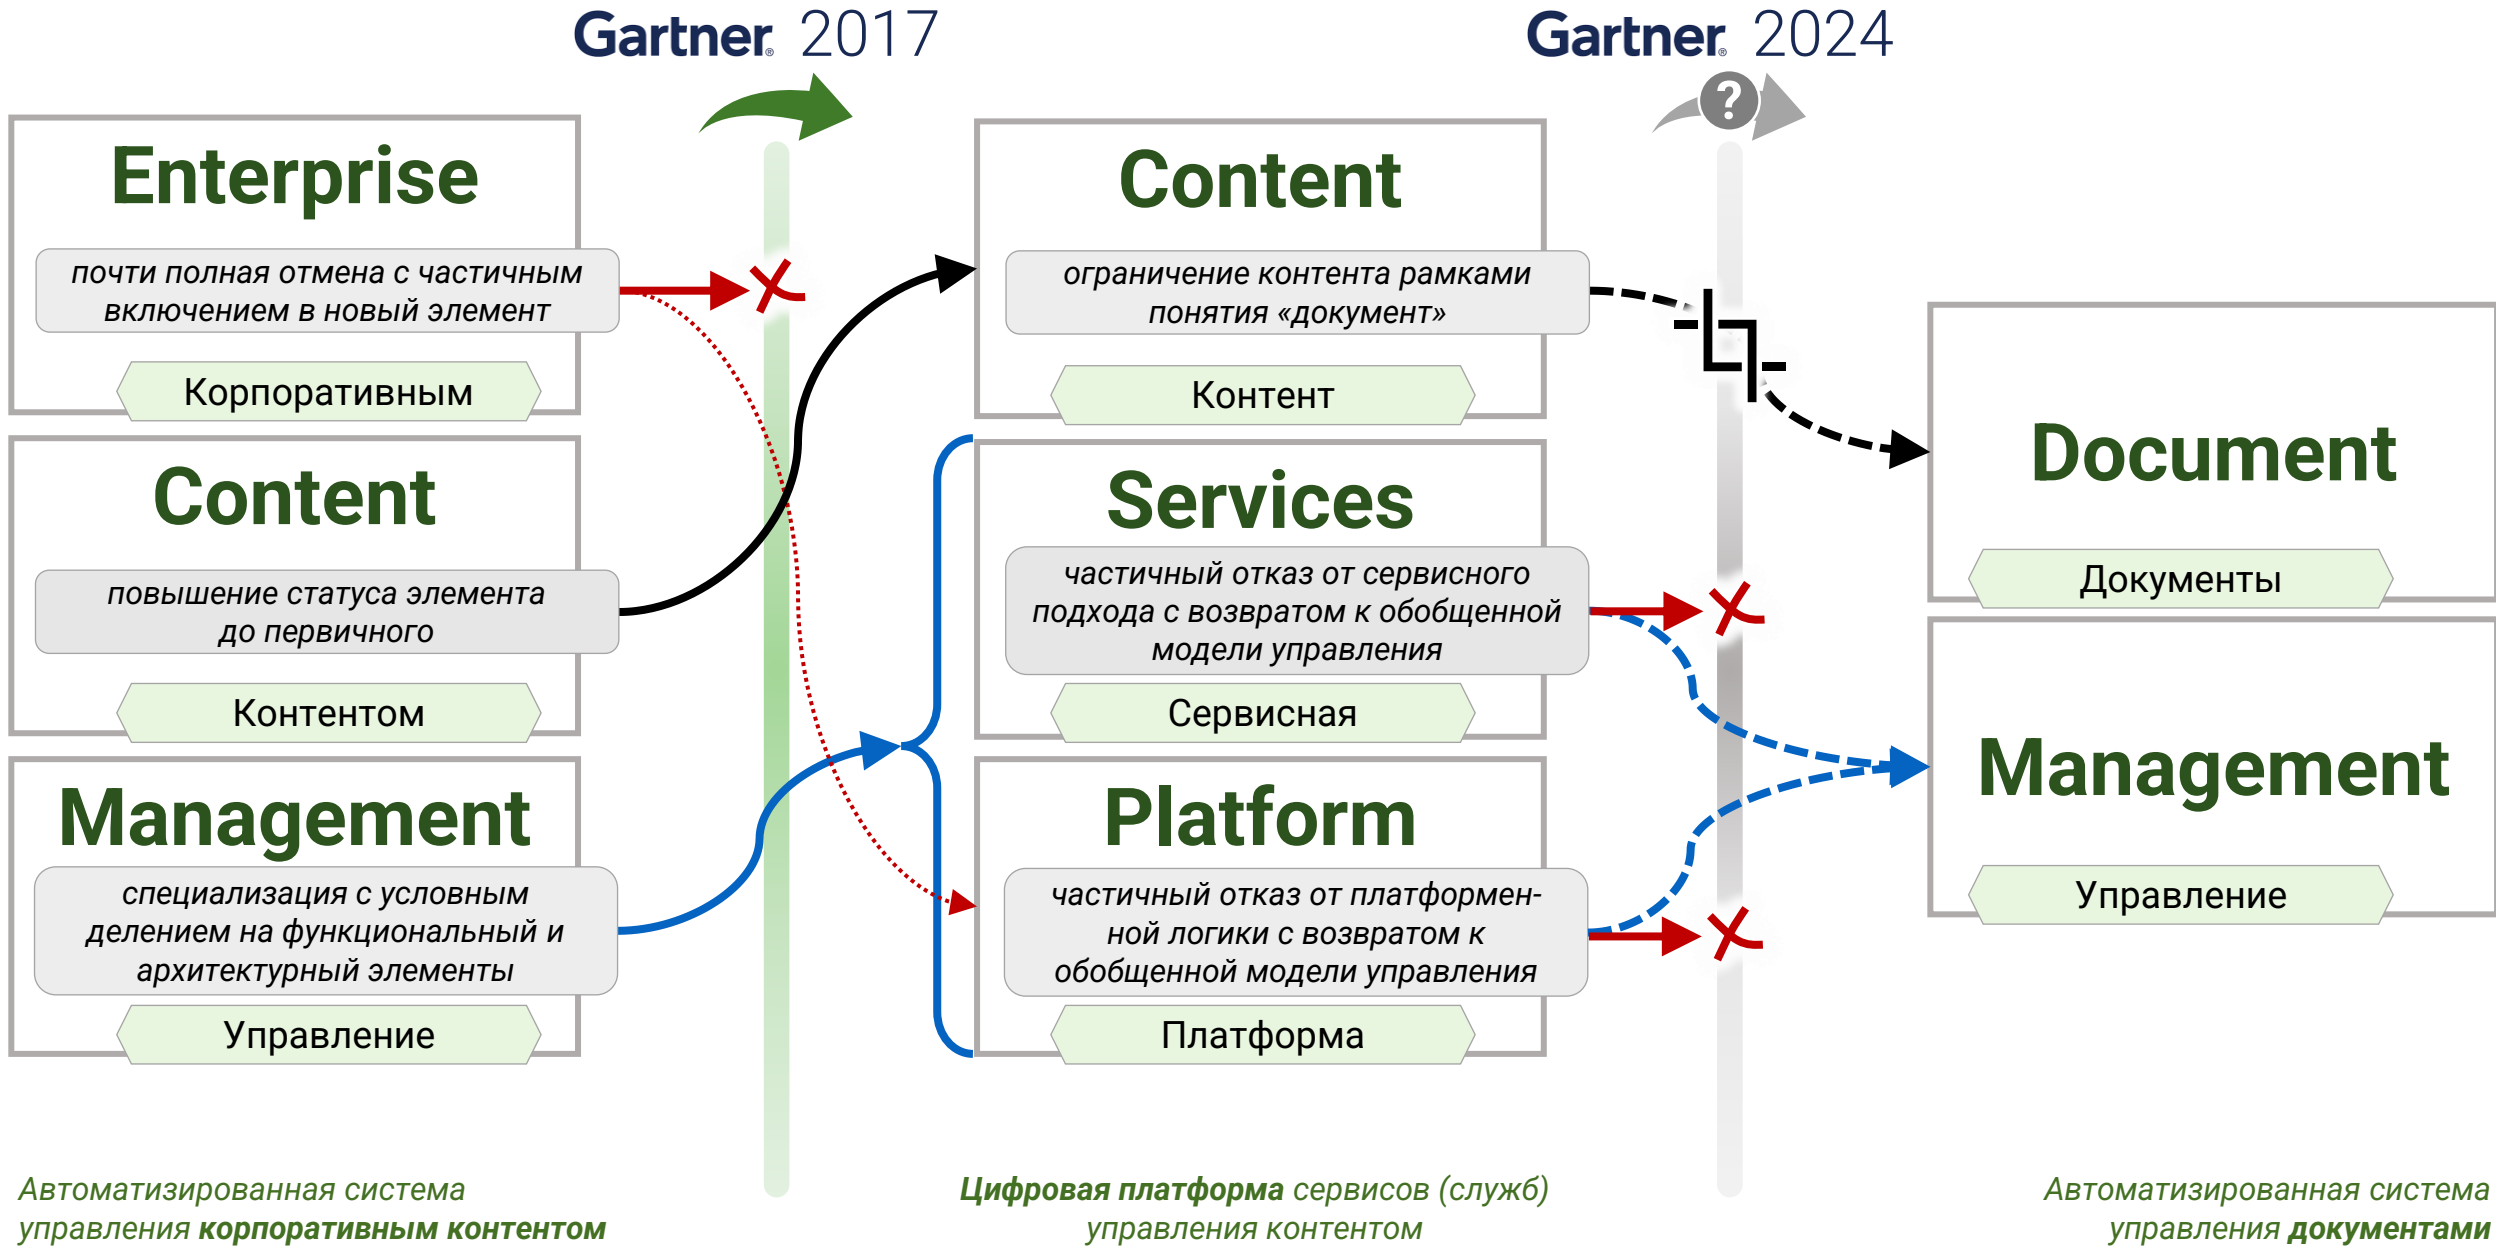 Gartner® 2017
Gartner® 2024
?
Enterprise
почти полная отмена с частичным
включением в новый элемент
Корпоративным
Content
повышение статуса элемента
до первичного
Контентом
Management
специализация с условным
делением на функциональный и
архитектурный элементы
Управление
Автоматизированная система
управления корпоративным контентом
Content
ограничение контента рамками
понятия «документ»
Контент
Services
частичный отказ от сервисного
подхода с возвратом к обобщенной
модели управления
Сервисная
Platform
частичный отказ от платформен-
ной логики с возвратом к
обобщенной модели управления
Платформа
Цифровая платформа сервисов (служб)
управления контентом
Document
Документы
Management
Управление
Автоматизированная система
управления документами